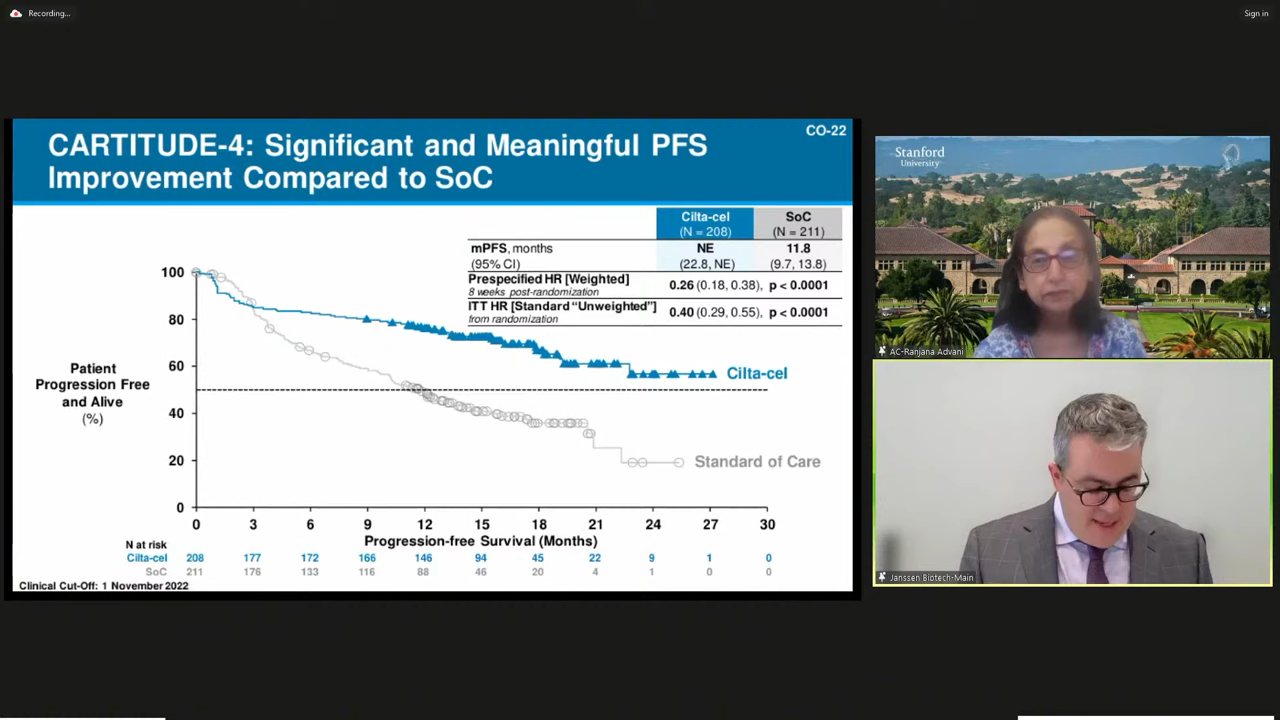 Recording...
Sign in
CO-22
CARTITUDE-4: Significant and Meaningful PFS
Improvement Compared to SoC
Cilta-cel SoC
(N = 208) (N = 211)
mPFS, months NE 11.8
(95% CI) (22.8, NE) (9.7, 13.8)
Prespecified HR [Weighted]
8 weeks post-randomization
0.26 (0.18, 0.38), p < 0.0001
ITT HR [Standard “Unweighted”]
from randomization
0.40 (0.29, 0.55), p < 0.0001
100
80
60
40
20
0
Patient
Progression Free
and Alive
(%)
Cilta-cel
Standard of Care
0 3 6 9 12 15 18 21 24 27 30
Progression-free Survival (Months)
N at risk
Cilta-cel 208 177 172 166 146 94 45 22 9 1 0
SoC 211 176 133 116 88 46 20 4 1 0 0
Clinical Cut-Off: 1 November 2022
Stanford
University
AC-Ranjana Advani
Janssen Biotech-Main